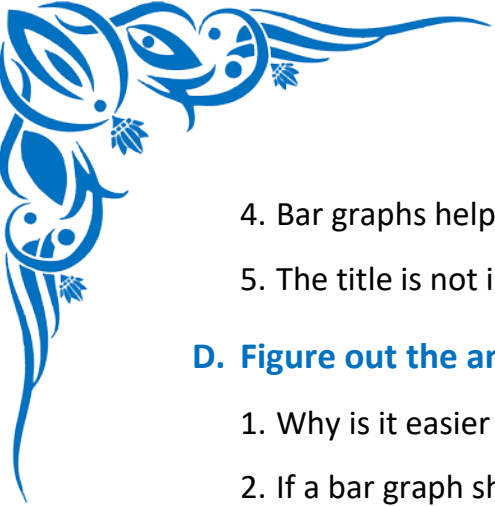 4. Bar graphs help
5. The title is not i
D. Figure out the a
1. Why is it easier
2. If a bar graph s